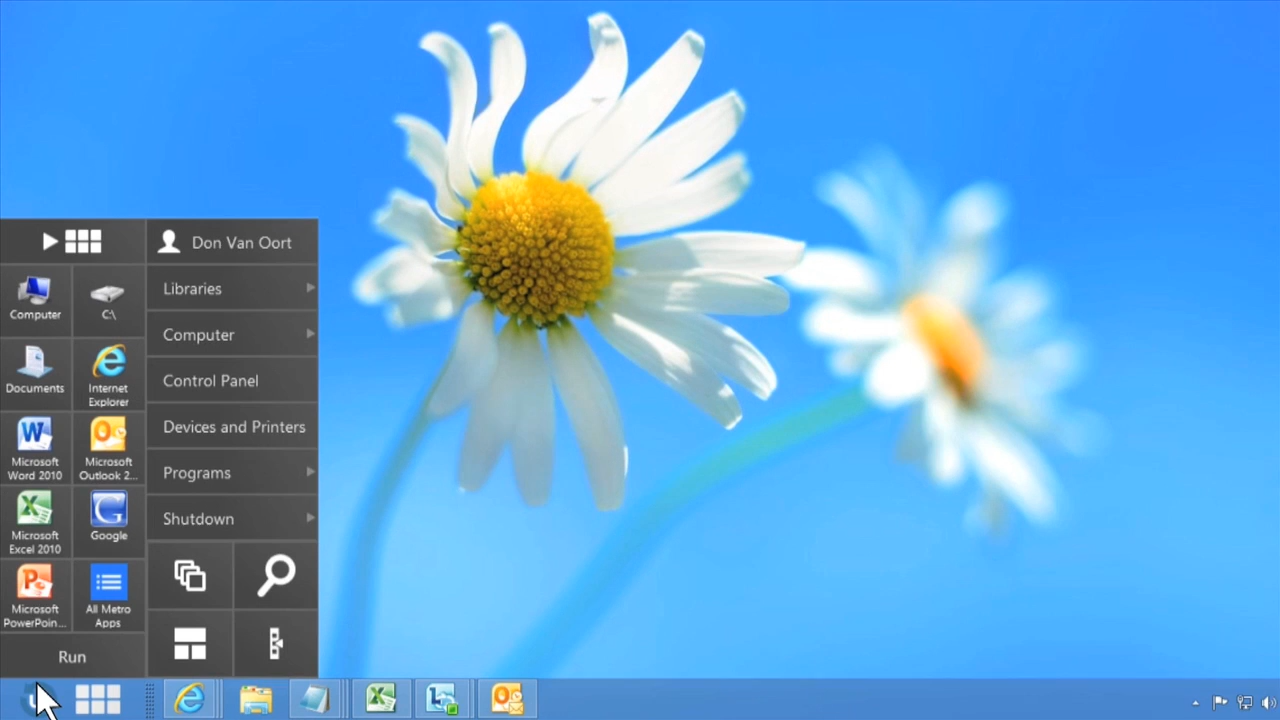 Don Van Oort
Computer
C:\
Libraries
Computer
Documents
Internet
Explorer
Control Panel
Devices and Printers
Microsoft
Word 2010
Microsoft
Outlook 2...
Programs
Microsoft
Excel 2010
Google
Shutdown
Microsoft
PowerPoin...
All Metro
Apps
Run